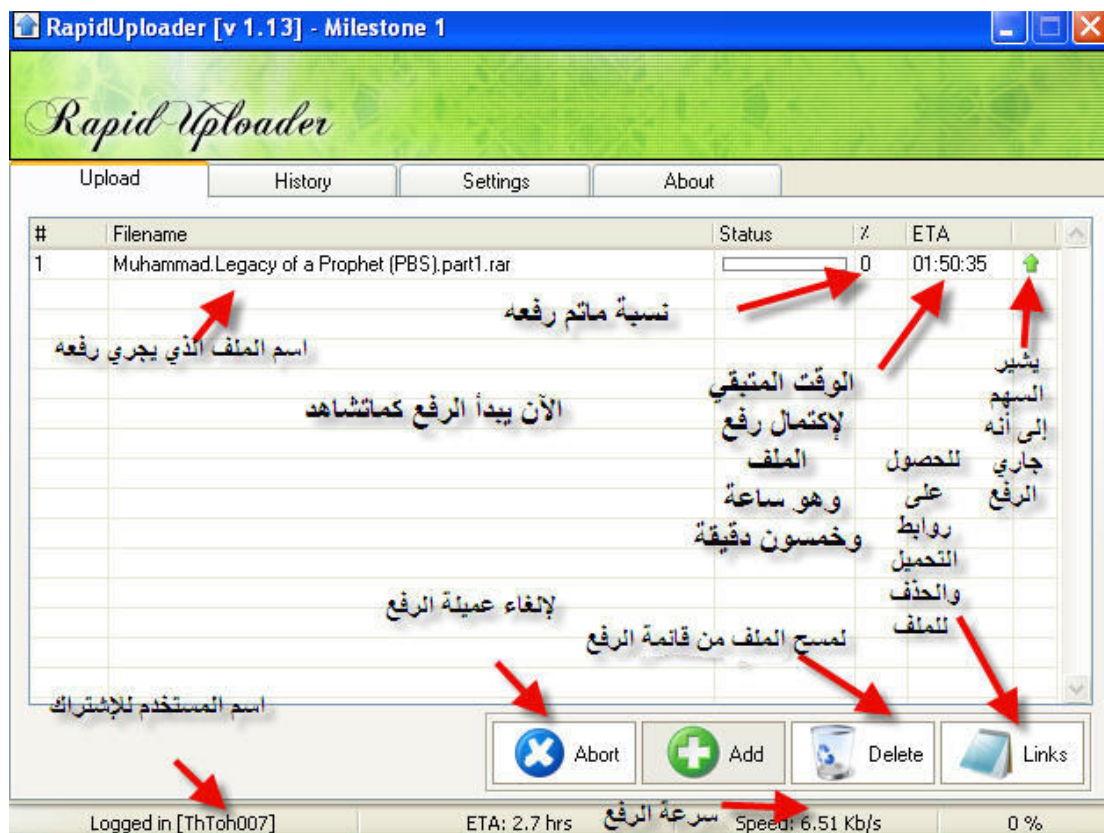 RapidUploader [v 1.13] - Milestone 1
Rapid Uploader
Upload History Settings About
# Filename Status % ETA
1 Muhammad.Legacy of a Prophet (PBS).part1.rar 0 01:50:35
نسبة ماتم رفعه
اسم الملف الذي يجري رفعه
يشير
السهم
إلى أنه
جاري
الرفع
الوقت المتبقي
لإكتمال رفع
الملف
وهو ساعة
وخمسون دقيقة
الآن يبدأ الرفع كماتشاهد
للحصول
على
روابط
التحميل
والحذف
للملف
لإلغاء عميلة الرفع
لمسح الملف من قائمة الرفع
اسم المستخدم للإشتراك
Abort Add Delete Links
سرعة الرفع
Logged in [ThToh007] ETA: 2.7 hrs Speed: 6.51 Kb/s 0 %